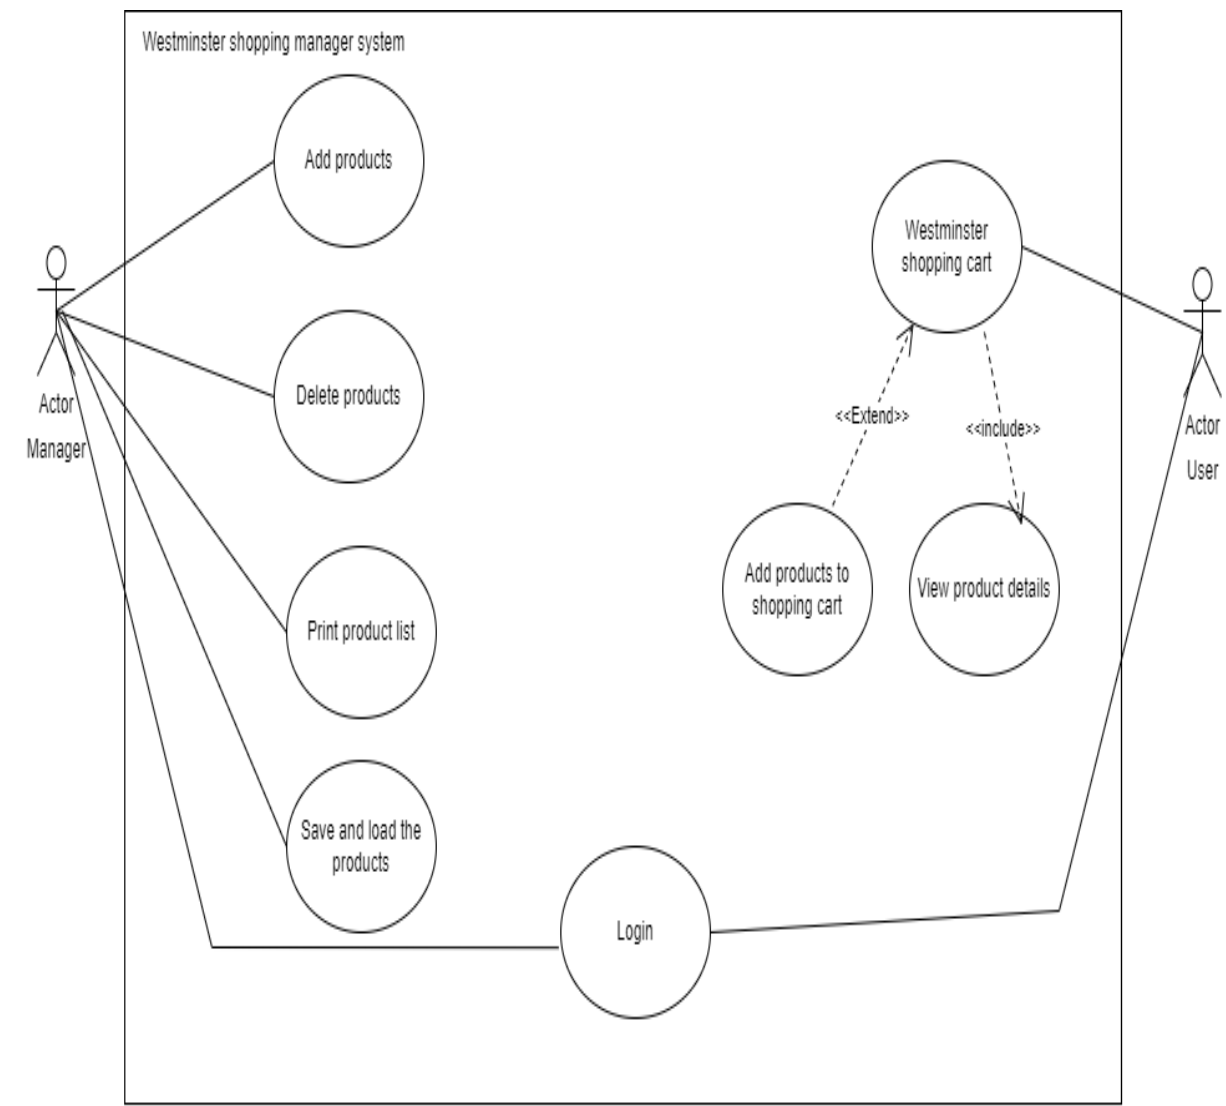 Westminster shopping manager system
Add products
Westminster
shopping cart
Delete products
Actor
Manager
<<Extend>>
<<include>>
Actor
User
Add products to
shopping cart
View product details
Print product list
Save and load the
products
Login